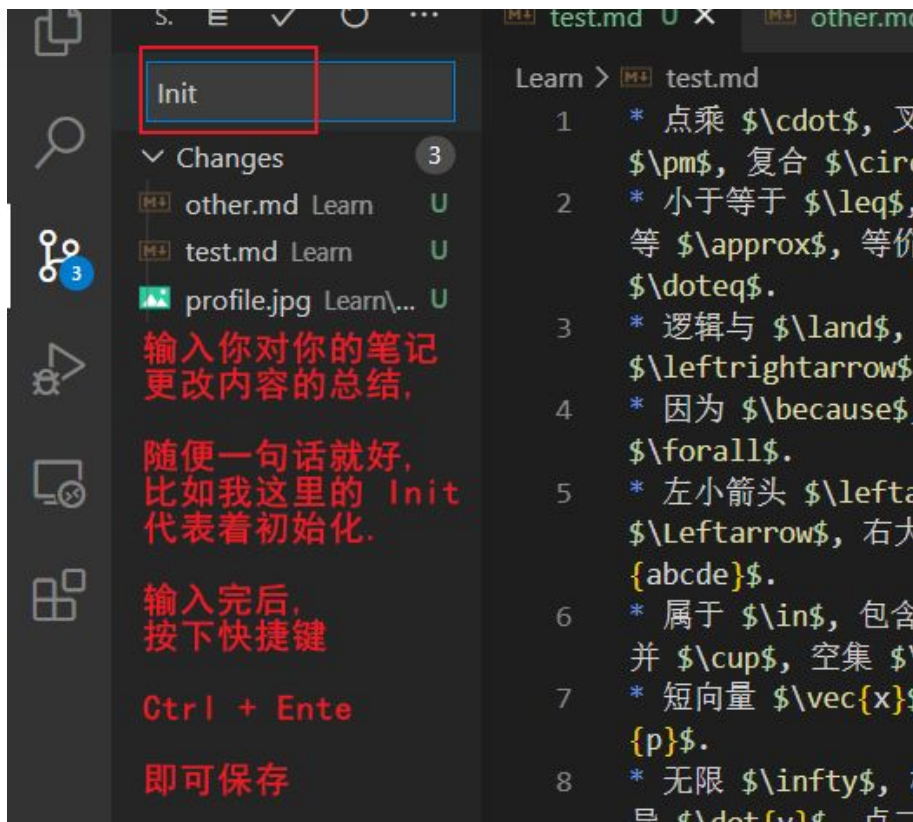 S.
test.md U
other.md
Init
Changes 3
other.md Learn U
test.md Learn U
profile.jpg Learn\... U
3
输入你对你的笔记
更改内容的总结,
随便一句话就好,
比如我这里的 Init
代表着初始化.
输入完后,
按下快捷键
Ctrl + Ente
即可保存
Learn > test.md
1 * 点乘 $\cdot$, 叉
$\pm$, 复合 $\circ
2 * 小于等于 $\leq$,
等 $\approx$, 等价
$\doteq$.
3 * 逻辑与 $\land$,
$\leftrightarrow$
4 * 因为 $\because$
$\forall$.
5 * 左小箭头 $\lefta
$\Leftarrow$, 右大
{abcde}$.
6 * 属于 $\in$, 包含
并 $\cup$, 空集 $\
7 * 短向量 $\vec{x}$
{p}$.
8 * 无限 $\infty$,
导 $\dot{y}$, 点二